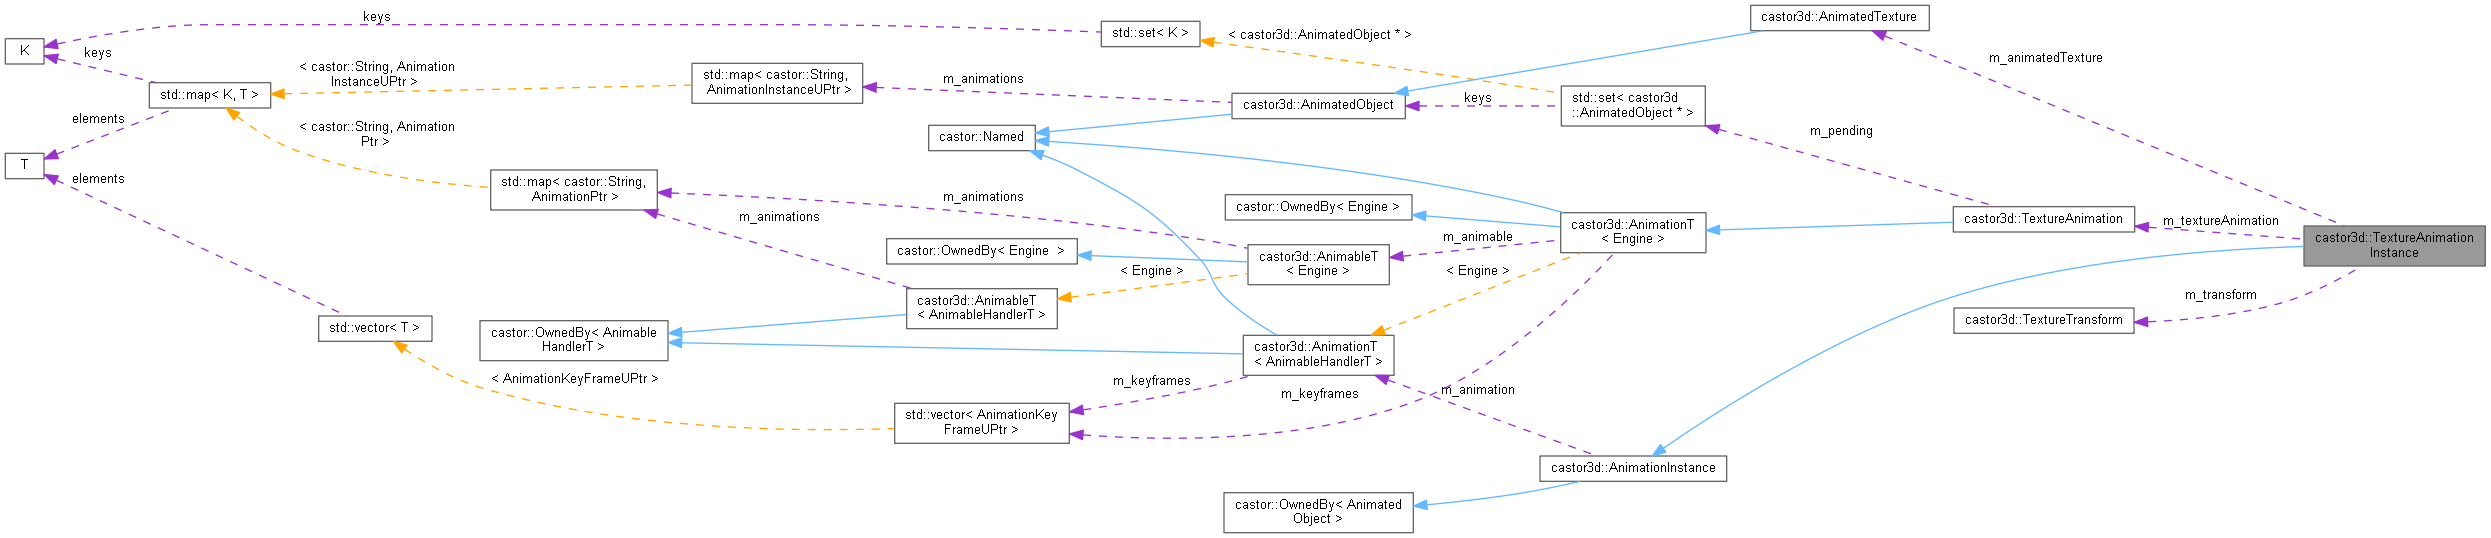 keys
K
keys
std::map< K, T >
elements
T
elements
< castor::String, Animation
InstanceUPtr >
< castor::String, Animation
Ptr >
std::vector< T >
std::map< castor::String,
AnimationPtr >
castor::OwnedBy< Animable
HandlerT >
< AnimationKeyFrameUPtr >
std::map< castor::String,
AnimationInstanceUPtr >
m_animations
m_animations
m_animations
castor::Named
castor::OwnedBy< Engine  >
castor3d::AnimableT
< AnimableHandlerT >
std::vector< AnimationKey
FrameUPtr >
std::set< K >
< castor3d::AnimatedObject * >
castor3d::AnimatedObject
keys
castor::OwnedBy< Engine >
castor3d::AnimableT
< Engine >
< Engine >
castor3d::AnimationT
< AnimableHandlerT >
m_keyframes
m_keyframes
m_animable
< Engine >
m_animation
castor::OwnedBy< Animated
Object >
std::set< castor3d
::AnimatedObject * >
castor3d::AnimationT
< Engine >
castor3d::AnimationInstance
castor3d::AnimatedTexture
m_animatedTexture
m_pending
castor3d::TextureAnimation
m_textureAnimation
castor3d::TextureTransform
m_transform
castor3d::TextureAnimation
Instance